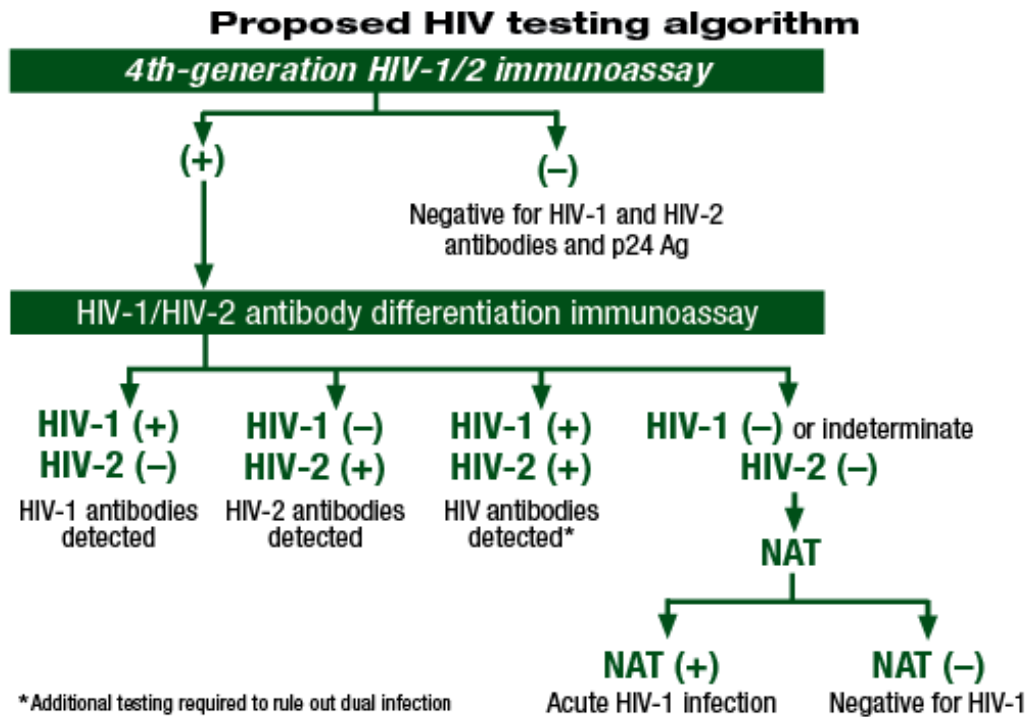 Proposed HIV testing algorithm
4th-generation HIV-1/2 immunoassay
(+)
(–)
Negative for HIV-1 and HIV-2
antibodies and p24 Ag
HIV-1/HIV-2 antibody differentiation immunoassay
HIV-1 (+)
HIV-2 (–)
HIV-1 antibodies
detected
HIV-1 (–)
HIV-2 (+)
HIV-2 antibodies
detected
HIV-1 (+)
HIV-2 (+)
HIV antibodies
detected*
HIV-1 (–) or indeterminate
HIV-2 (–)
NAT
NAT (+)
Acute HIV-1 infection
NAT (–)
Negative for HIV-1
*Additional testing required to rule out dual infection